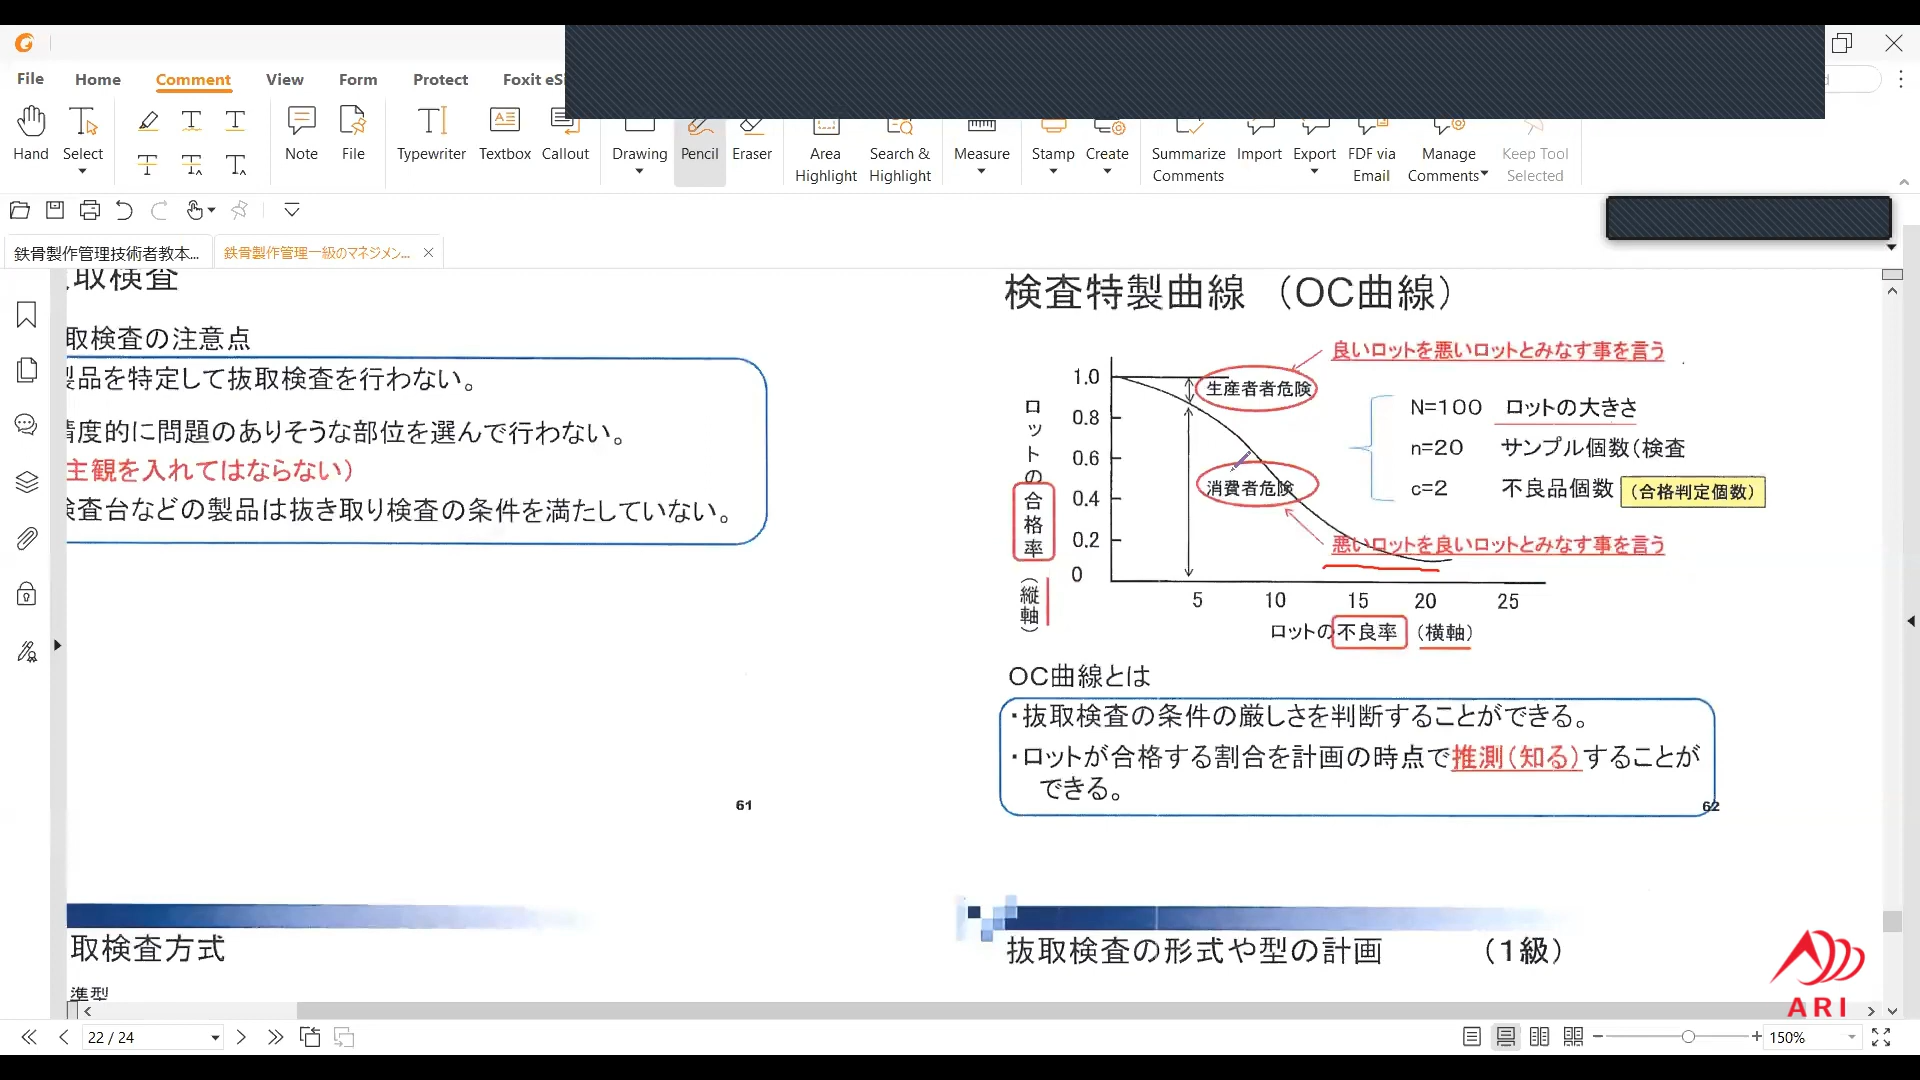 File
Home
Comment
View
Form
Protect
Foxit eSi
Hand
Select
Note
File
Typewriter
Textbox
Callout
Drawing
Pencil
Eraser
Area
Highlight
Search &
Highlight
Measure
Stamp
Create
Summarize
Comments
Import
Export
FDF via
Email
Manage
Comments
Keep Tool
Selected
鉄骨製作管理技術者教本...
鉄骨製作管理一級のマネジメン...
取検査
取検査の注意点
製品を特定して抜取検査を行わない。
精度的に問題のありそうな部位を選んで行わない。
主観を入れてはならない)
検査台などの製品は抜き取り検査の条件を満たしていない。
61
検査特製曲線 (OC曲線)
良いロットを悪いロットとみなす事を言う
生産者者危険
N=100 ロットの大きさ
n=20 サンプル個数(検査
c=2 不良品個数 (合格判定個数)
消費者危険
悪いロットを良いロットとみなす事を言う
ロットの合格率(縦軸)
1.0
0.8
0.6
0.4
0.2
0
5 10 15 20 25
ロットの不良率 (横軸)
OC曲線とは
・抜取検査の条件の厳しさを判断することができる。
・ロットが合格する割合を計画の時点で推測(知る)することが
できる。
62
取検査方式
準型
抜取検査の形式や型の計画 (1級)
ARI
22 / 24
150%